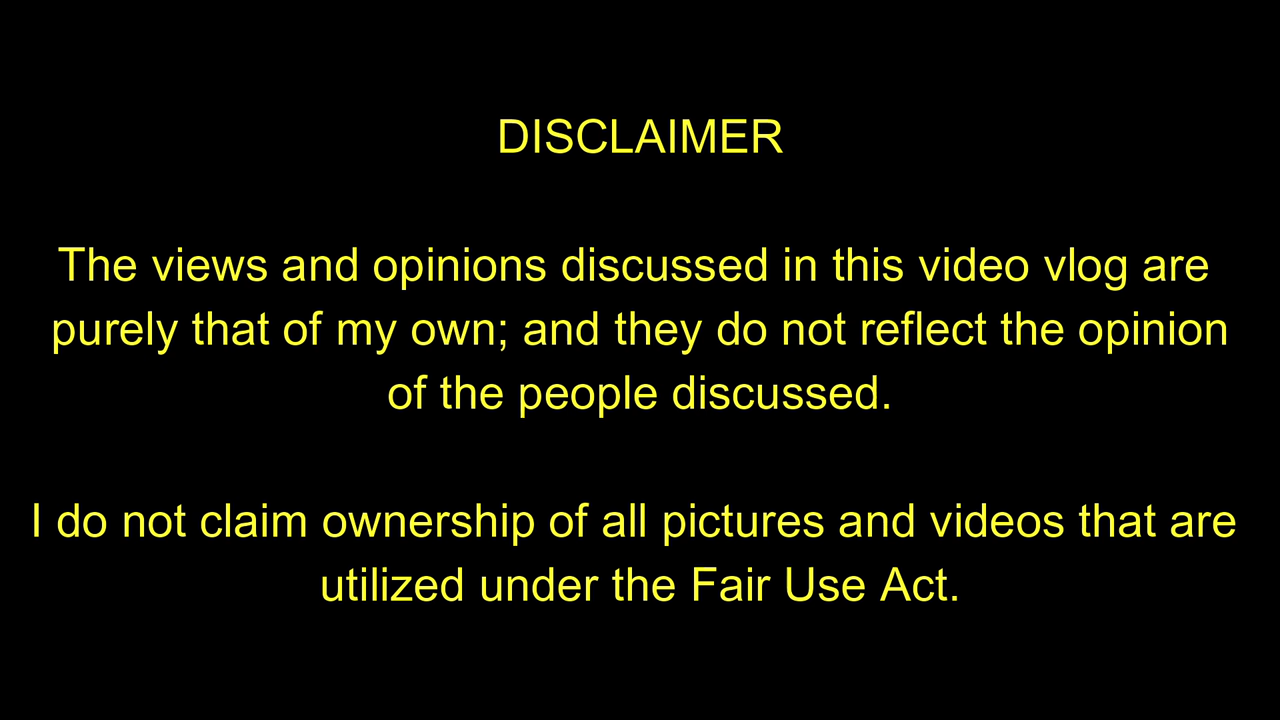 DISCLAIMER
The views and opinions discussed in this video vlog are
purely that of my own; and they do not reflect the opinion
of the people discussed.
I do not claim ownership of all pictures and videos that are
utilized under the Fair Use Act.